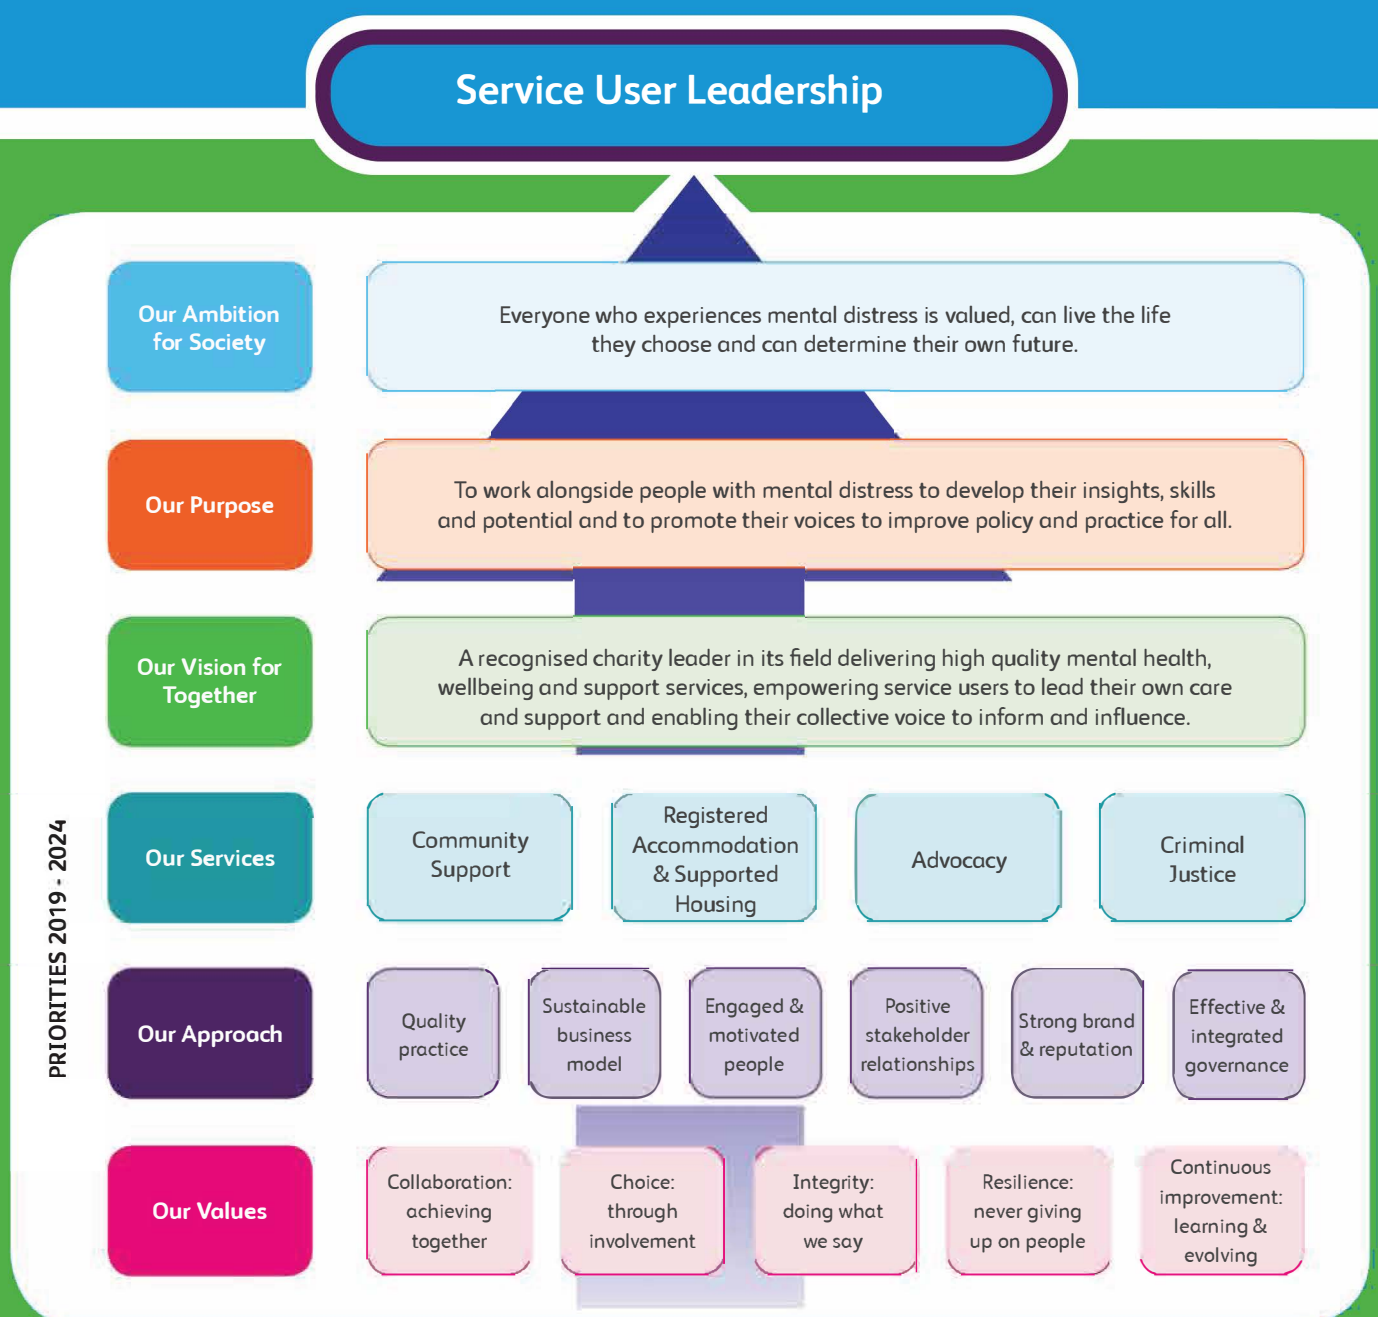 Service User Leadership
Our Ambition
for Society
Everyone who experiences mental distress is valued, can live the life
they choose and can determine their own future.
Our Purpose
To work alongside people with mental distress to develop their insights, skills
and potential and to promote their voices to improve policy and practice for all.
Our Vision for
Together
A recognised charity leader in its field delivering high quality mental health,
wellbeing and support services, empowering service users to lead their own care
and support and enabling their collective voice to inform and influence.
PRIORITIES 2019 - 2024
Our Services
Community
Support
Registered
Accommodation
& Supported
Housing
Advocacy
Criminal
Justice
Our Approach
Quality
practice
Sustainable
business
model
Engaged &
motivated
people
Positive
stakeholder
relationships
Strong brand
& reputation
Effective &
integrated
governance
Our Values
Collaboration:
achieving
together
Choice:
through
involvement
Integrity:
doing what
we say
Resilience:
never giving
up on people
Continuous
improvement:
learning &
evolving